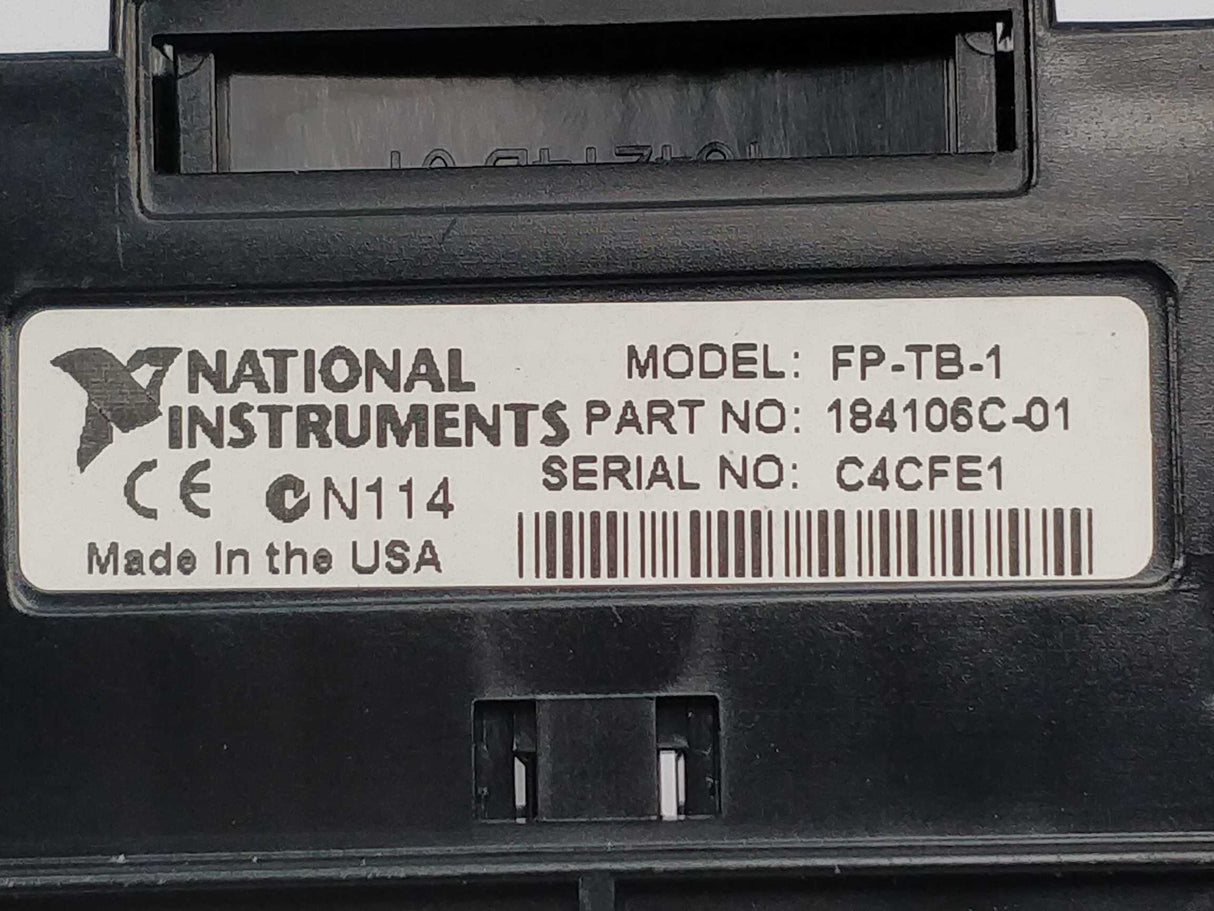 NATIONAL
INSTRUMENTS
MODEL: FP-TB-1
PART NO: 184106C-01
SERIAL NO: C4CFE1
CE N114
Made in the USA